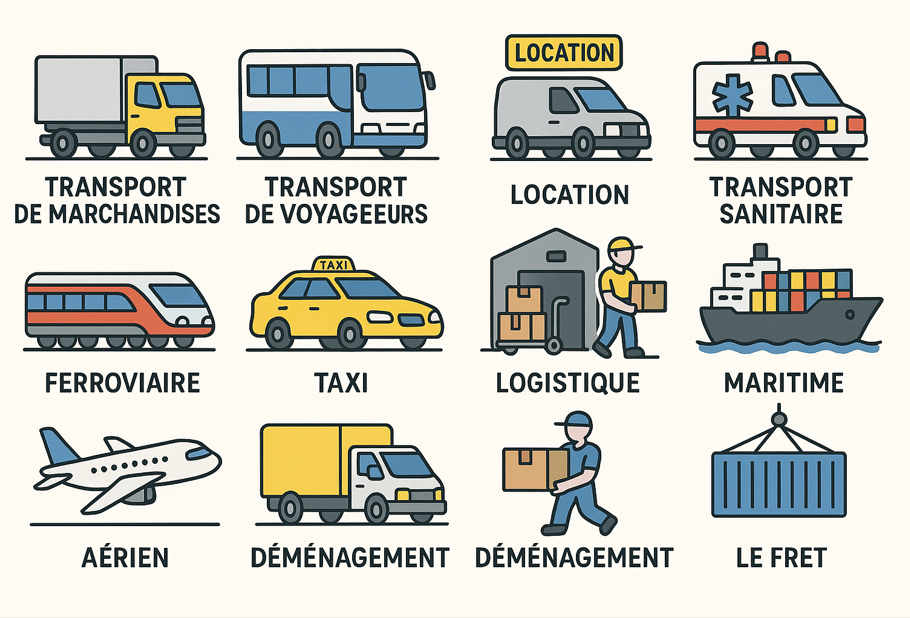 LOCATION
TRANSPORT
DE MARCHANDISES
TRANSPORT
DE VOYAGEEURS
LOCATION
TRANSPORT
SANITAIRE
TAXI
FERROVIAIRE
TAXI
LOGISTIQUE
MARITIME
AÉRIEN
DÉMÉNAGEMENT
DÉMÉNAGEMENT
LE FRET